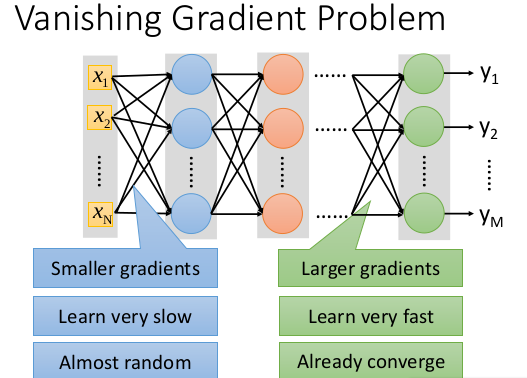 Vanishing Gradient Problem
x1
x2
......
xN
......
......
......
......
......
......
......
y1
y2
......
yM
Smaller gradients
Larger gradients
Learn very slow
Learn very fast
Almost random
Already converge